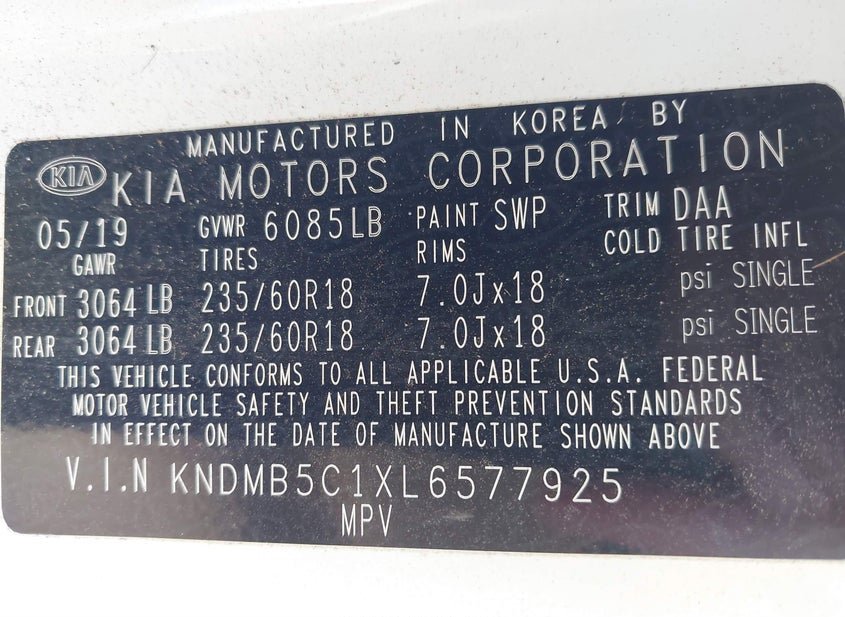 MANUFACTURED IN KOREA BY
KIA KIA MOTORS CORPORATION
05/19 GVWR 6085LB PAINT SWP TRIM DAA
GAWR TIRES RIMS COLD TIRE INFL
FRONT 3064 LB 235/60R18 7.0Jx18 psi SINGLE
REAR 3064 LB 235/60R18 7.0Jx18 psi SINGLE
THIS VEHICLE CONFORMS TO ALL APPLICABLE U.S.A. FEDERAL
MOTOR VEHICLE SAFETY AND THEFT PREVENTION STANDARDS
IN EFFECT ON THE DATE OF MANUFACTURE SHOWN ABOVE
V.I.N KNDMB5C1XL6577925
MPV